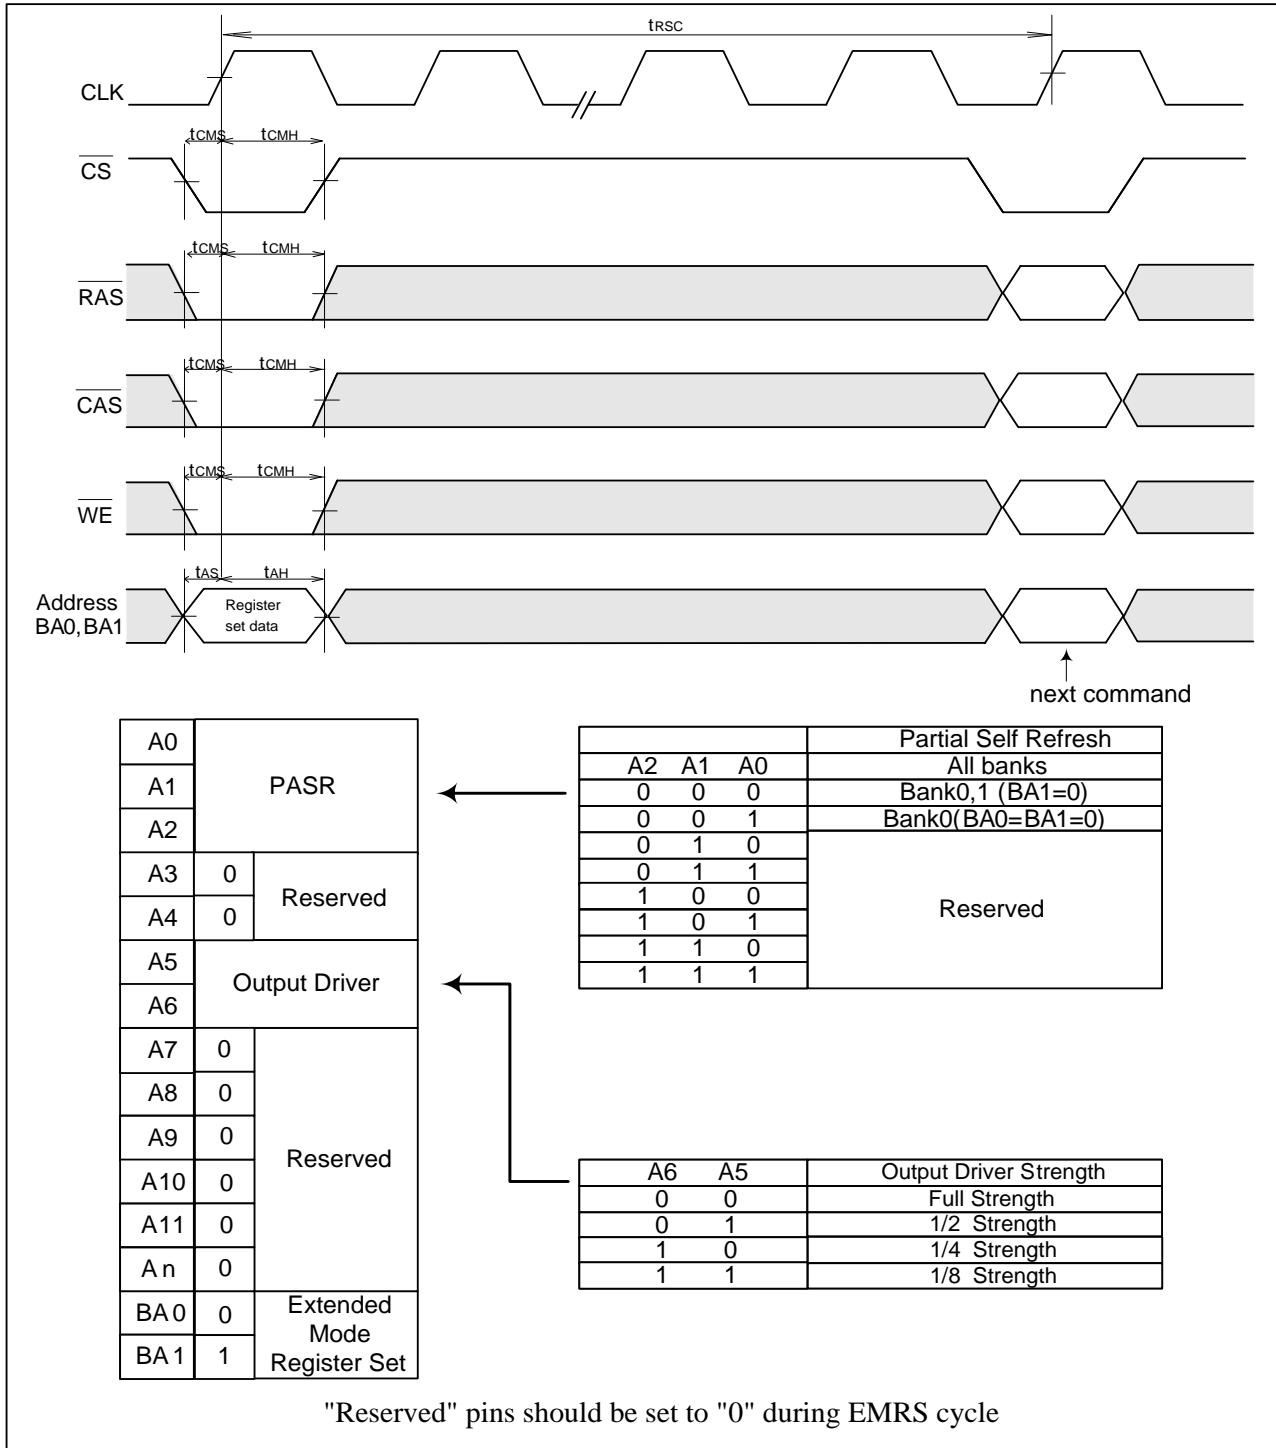 tRSC
CLK
tCMS tCMH
CS
tCMS tCMH
RAS
tCMS tCMH
CAS
tCMS tCMH
WE
tAS tAH
Address
BA0,BA1
Register
set data
next command
A0
A1
A2
PASR
A3 0
A4 0
Reserved
A5
A6
Output Driver
A7 0
A8 0
A9 0
A10 0
A11 0
An 0
Reserved
BA0 0
BA1 1
Extended
Mode
Register Set
Partial Self Refresh
A2 A1 A0 All banks
0 0 0 Bank0,1 (BA1=0)
0 0 1 Bank0(BA0=BA1=0)
0 1 0
0 1 1
1 0 0
1 0 1
1 1 0
1 1 1
Reserved
A6 A5 Output Driver Strength
0 0 Full Strength
0 1 1/2 Strength
1 0 1/4 Strength
1 1 1/8 Strength
"Reserved" pins should be set to "0" during EMRS cycle